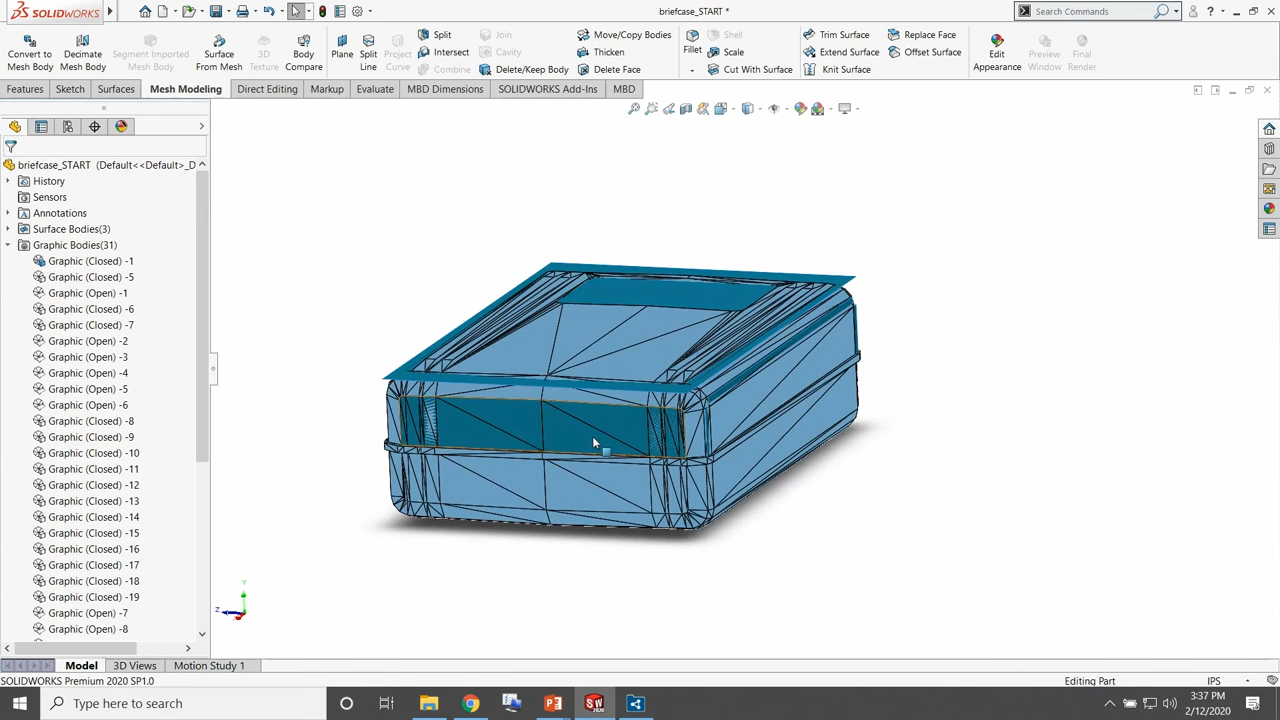 SOLIDWORKS
briefcase_START *
Search Commands
Convert to Mesh Body
Decimate Mesh Body
Segment Imported Mesh Body
Surface From Mesh
3D Texture
Body Compare
Plane
Split Line
Project Curve
Split
Intersect
Combine
Join
Cavity
Delete/Keep Body
Move/Copy Bodies
Thicken
Delete Face
Fillet
Shell
Scale
Cut With Surface
Trim Surface
Extend Surface
Knit Surface
Replace Face
Offset Surface
Edit Appearance
Preview Window
Final Render
Features
Sketch
Surfaces
Mesh Modeling
Direct Editing
Markup
Evaluate
MBD Dimensions
SOLIDWORKS Add-Ins
MBD
briefcase_START (Default<<Default>_D
History
Sensors
Annotations
Surface Bodies(3)
Graphic Bodies(31)
Graphic (Closed) -1
Graphic (Closed) -5
Graphic (Open) -1
Graphic (Closed) -6
Graphic (Closed) -7
Graphic (Open) -2
Graphic (Open) -3
Graphic (Open) -4
Graphic (Open) -5
Graphic (Open) -6
Graphic (Closed) -8
Graphic (Closed) -9
Graphic (Closed) -10
Graphic (Closed) -11
Graphic (Closed) -12
Graphic (Closed) -13
Graphic (Closed) -14
Graphic (Closed) -15
Graphic (Closed) -16
Graphic (Closed) -17
Graphic (Closed) -18
Graphic (Closed) -19
Graphic (Open) -7
Graphic (Open) -8
Y
Z
Model
3D Views
Motion Study 1
SOLIDWORKS Premium 2020 SP1.0
Editing Part
IPS
Type here to search
3:37 PM
2/12/2020